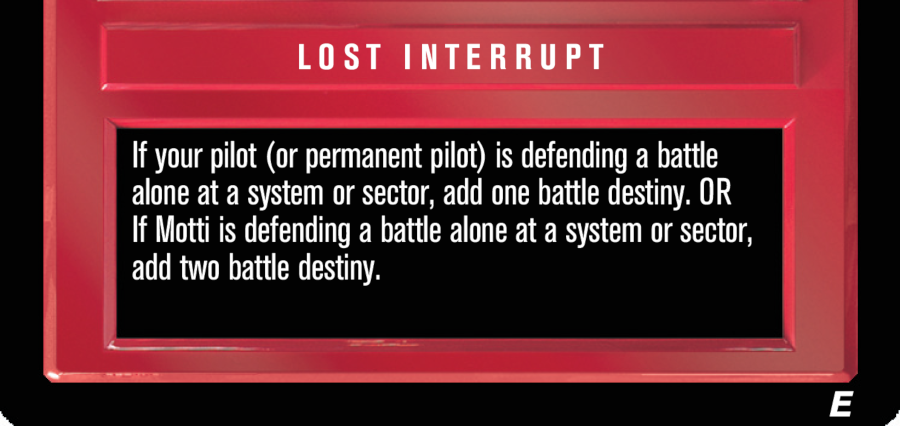 LOST INTERRUPT
If your pilot (or permanent pilot) is defending a battle
alone at a system or sector, add one battle destiny. OR
If Motti is defending a battle alone at a system or sector,
add two battle destiny.
E